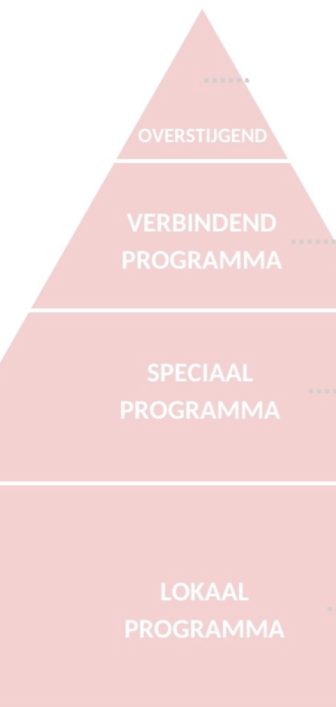 OVERSTIJGEND
VERBINDEND
PROGRAMMA
SPECIAAL
PROGRAMMA
LOKAAL
PROGRAMMA